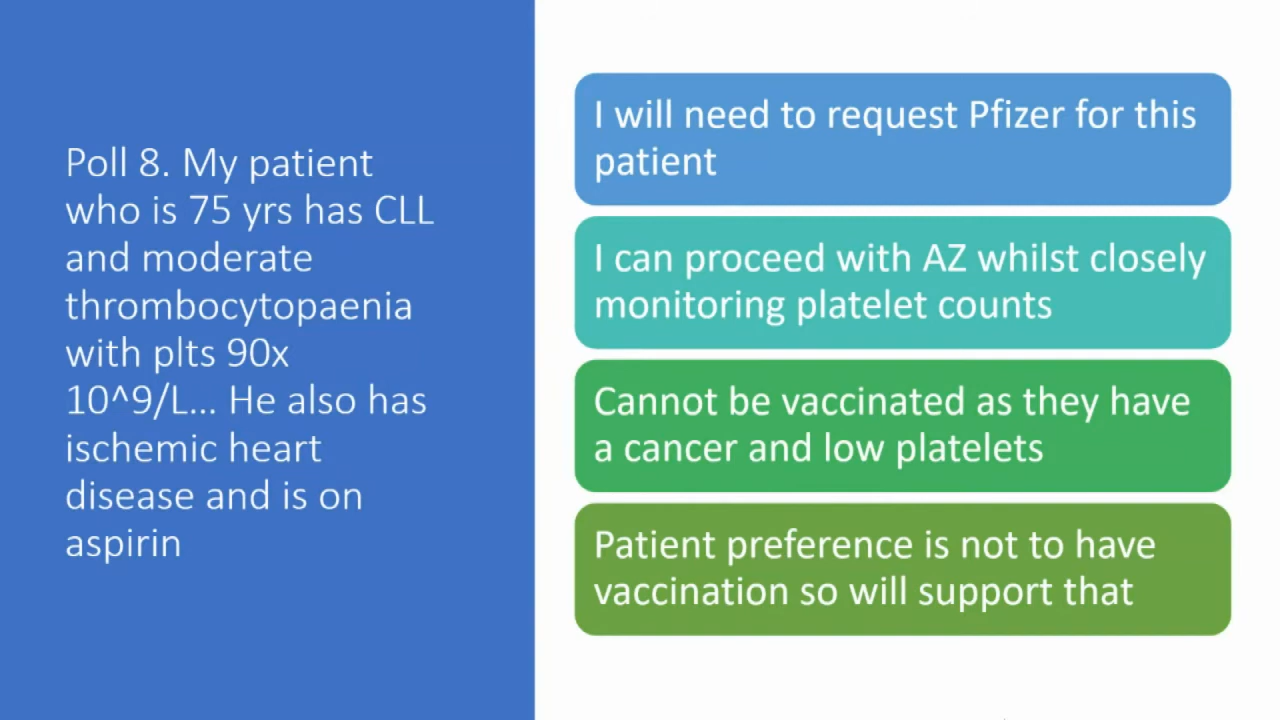 Poll 8. My patient
who is 75 yrs has CLL
and moderate
thrombocytopaenia
with plts 90x
10^9/L... He also has
ischemic heart
disease and is on
aspirin
I will need to request Pfizer for this
patient
I can proceed with AZ whilst closely
monitoring platelet counts
Cannot be vaccinated as they have
a cancer and low platelets
Patient preference is not to have
vaccination so will support that